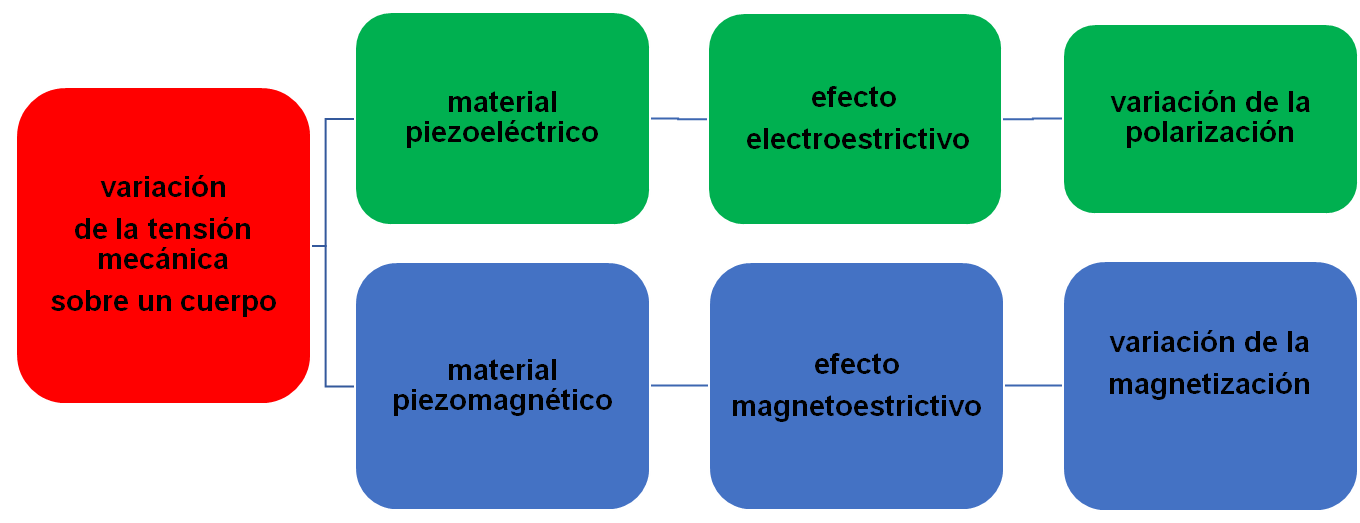 variación
de la tensión
mecánica
sobre un cuerpo
material
piezoeléctrico
efecto
electroestrictivo
variación de la
polarización
material
piezomagnético
efecto
magnetoestrictivo
variación de la
magnetización